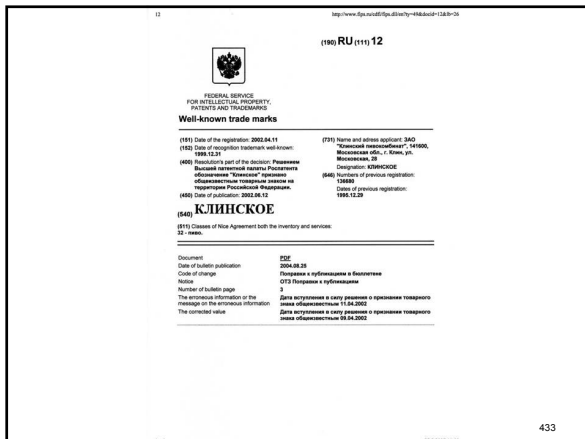 12
http://www.fips.ru/cdfi/fips.dll/en?ty=49&docid=12&fb=26
(190) RU (111) 12
FEDERAL SERVICE
FOR INTELLECTUAL PROPERTY,
PATENTS AND TRADEMARKS
Well-known trade marks
(151) Date of the registration: 2002.04.11
(152) Date of recognition trademark well-known:
1999.12.31
(400) Resolution's part of the decision: Решением
Высшей патентной палаты Роспатента
обозначение "Клинское" признано
общеизвестным товарным знаком на
территории Российской Федерации.
(450) Date of publication: 2002.06.12
(731) Name and adress applicant: ЗАО
"Клинский пивокомбинат", 141600,
Московская обл., г. Клин, ул.
Московская, 28
Designation: КЛИНСКОЕ
(646) Numbers of previous registration:
136680
Dates of previous registration:
1995.12.29
(540) КЛИНСКОЕ
(511) Classes of Nice Agreement both the inventory and services:
32 - пиво.
Document PDF
Date of bulletin publication 2004.08.25
Code of change Поправки к публикациям в бюллетене
Notice ОТЗ Поправки к публикациям
Number of bulletin page 3
The erroneous information or the Дата вступления в силу решения о признании товарного
message on the erroneous information знака общеизвестным 11.04.2002
The corrected value Дата вступления в силу решения о признании товарного
знака общеизвестным 09.04.2002
433